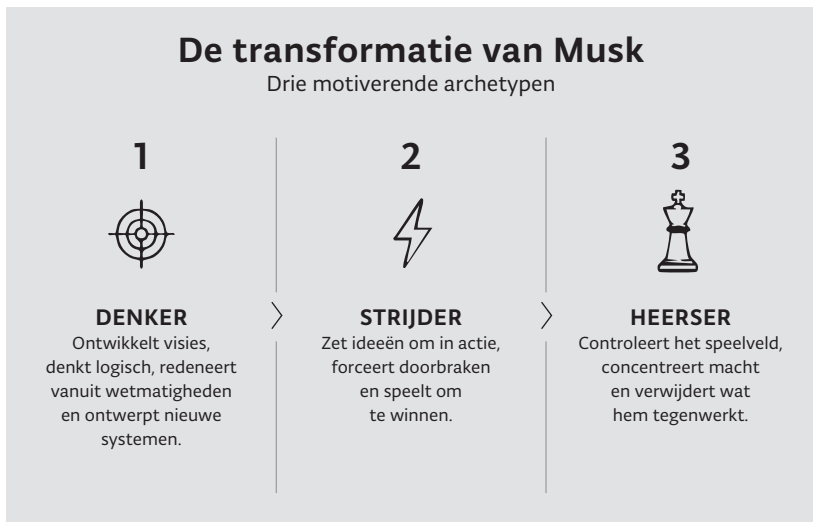 De transformatie van Musk
Drie motiverende archetypen
1
DENKER
Ontwikkelt visies,
denkt logisch, redeneert
vanuit wetmatigheden
en ontwerpt nieuwe
systemen.
2
STRIJDER
Zet ideeën om in actie,
forceert doorbraken
en speelt om
te winnen.
3
HEERSER
Controleert het speelveld,
concentreert macht
en verwijdert wat
hem tegenwerkt.